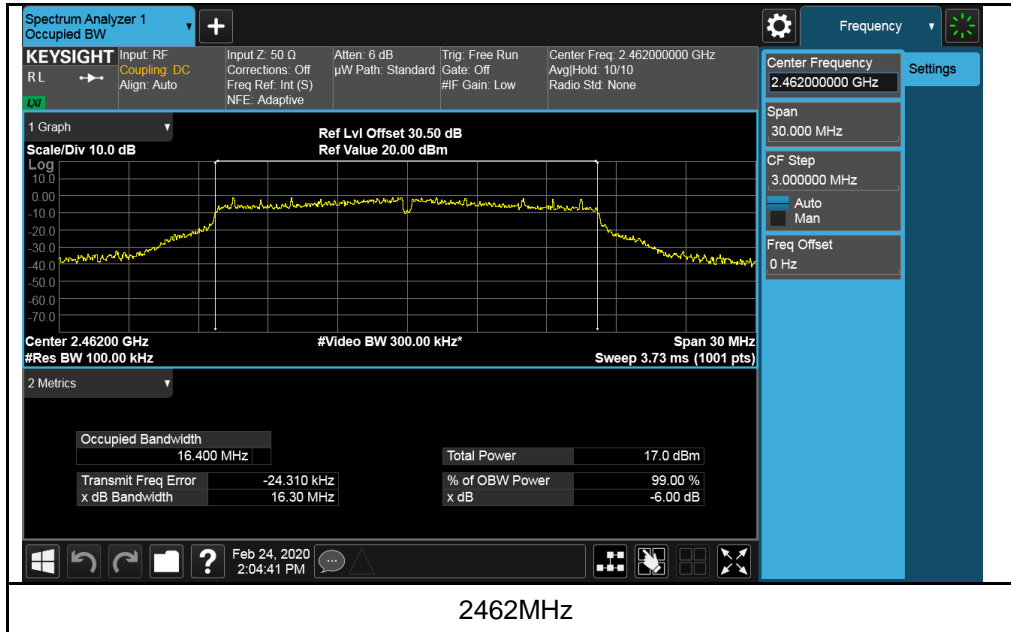 Spectrum Analyzer 1
Occupied BW
Frequency
KEYSIGHT
R L
LXI
Input: RF
Coupling: DC
Align: Auto
Input Z: 50 Ω
Corrections: Off
Freq Ref: Int (S)
NFE: Adaptive
Atten: 6 dB
µW Path: Standard
Trig: Free Run
Gate: Off
#IF Gain: Low
Center Freq: 2.462000000 GHz
Avg|Hold: 10/10
Radio Std: None
Center Frequency
2.462000000 GHz
Settings
Span
30.000 MHz
CF Step
3.000000 MHz
Auto
Man
Freq Offset
0 Hz
1 Graph
Scale/Div 10.0 dB
Ref Lvl Offset 30.50 dB
Ref Value 20.00 dBm
Log
10.0
0.00
-10.0
-20.0
-30.0
-40.0
-50.0
-60.0
-70.0
Center 2.46200 GHz
#Video BW 300.00 kHz*
Span 30 MHz
#Res BW 100.00 kHz
Sweep 3.73 ms (1001 pts)
2 Metrics
Occupied Bandwidth
16.400 MHz
Total Power 17.0 dBm
Transmit Freq Error -24.310 kHz
% of OBW Power 99.00 %
x dB Bandwidth 16.30 MHz
x dB -6.00 dB
?
Feb 24, 2020
2:04:41 PM
2462MHz